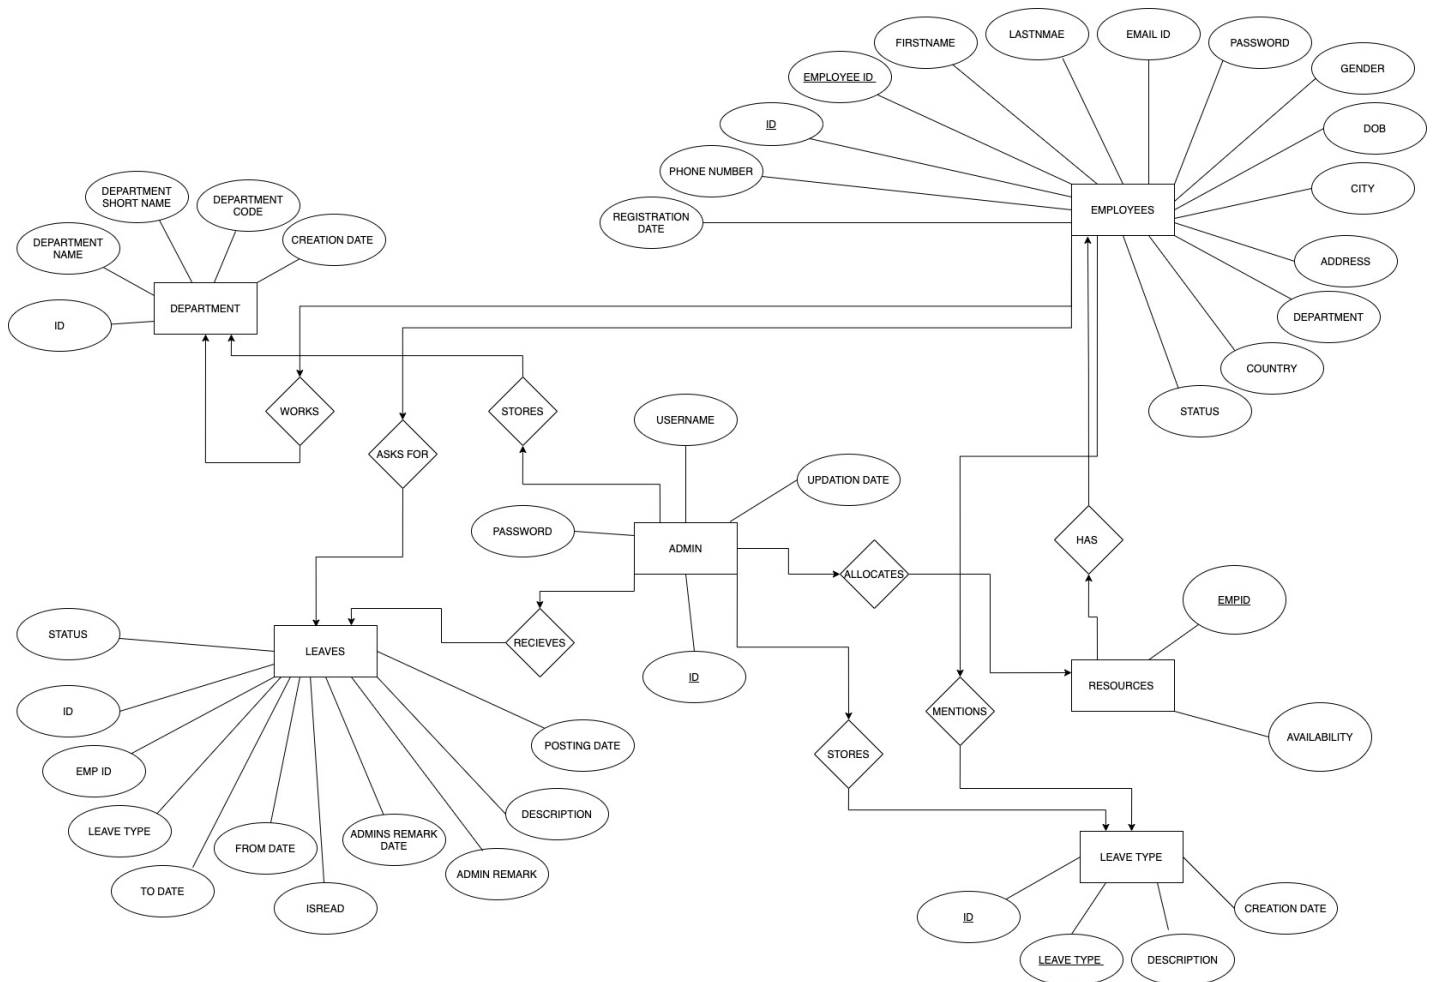 LASTNMAE
EMAIL ID
FIRSTNAME
PASSWORD
GENDER
EMPLOYEE ID
ID
DOB
PHONE NUMBER
CITY
REGISTRATION
DATE
EMPLOYEES
ADDRESS
DEPARTMENT
COUNTRY
STATUS
DEPARTMENT
SHORT NAME
DEPARTMENT
CODE
DEPARTMENT
NAME
CREATION DATE
DEPARTMENT
ID
WORKS
STORES
ASKS FOR
USERNAME
UPDATION DATE
PASSWORD
ADMIN
ALLOCATES
HAS
RECIEVES
ID
EMPID
RESOURCES
AVAILABILITY
MENTIONS
STORES
STATUS
LEAVES
ID
EMP ID
LEAVE TYPE
TO DATE
FROM DATE
ISREAD
ADMINS REMARK
DATE
ADMIN REMARK
DESCRIPTION
POSTING DATE
LEAVE TYPE
ID
LEAVE TYPE
DESCRIPTION
CREATION DATE